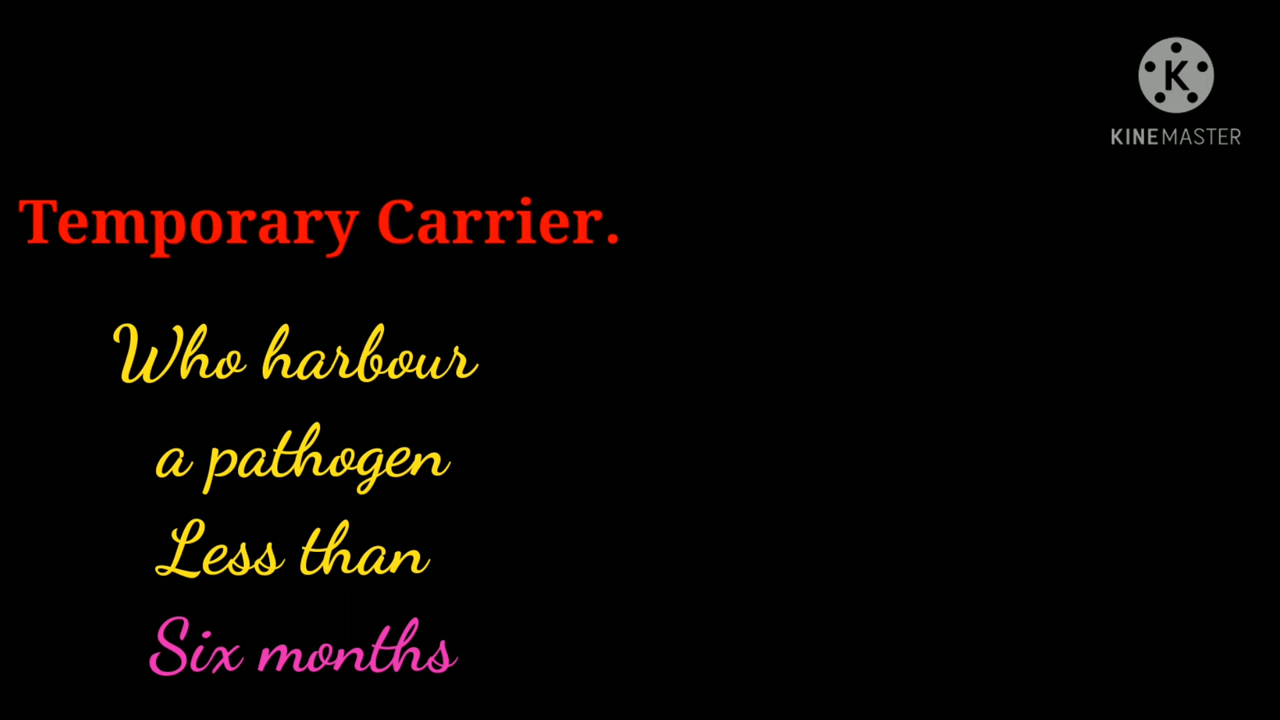 K
KINEMASTER
Temporary Carrier.
Who harbour
a pathogen
Less than
Six months